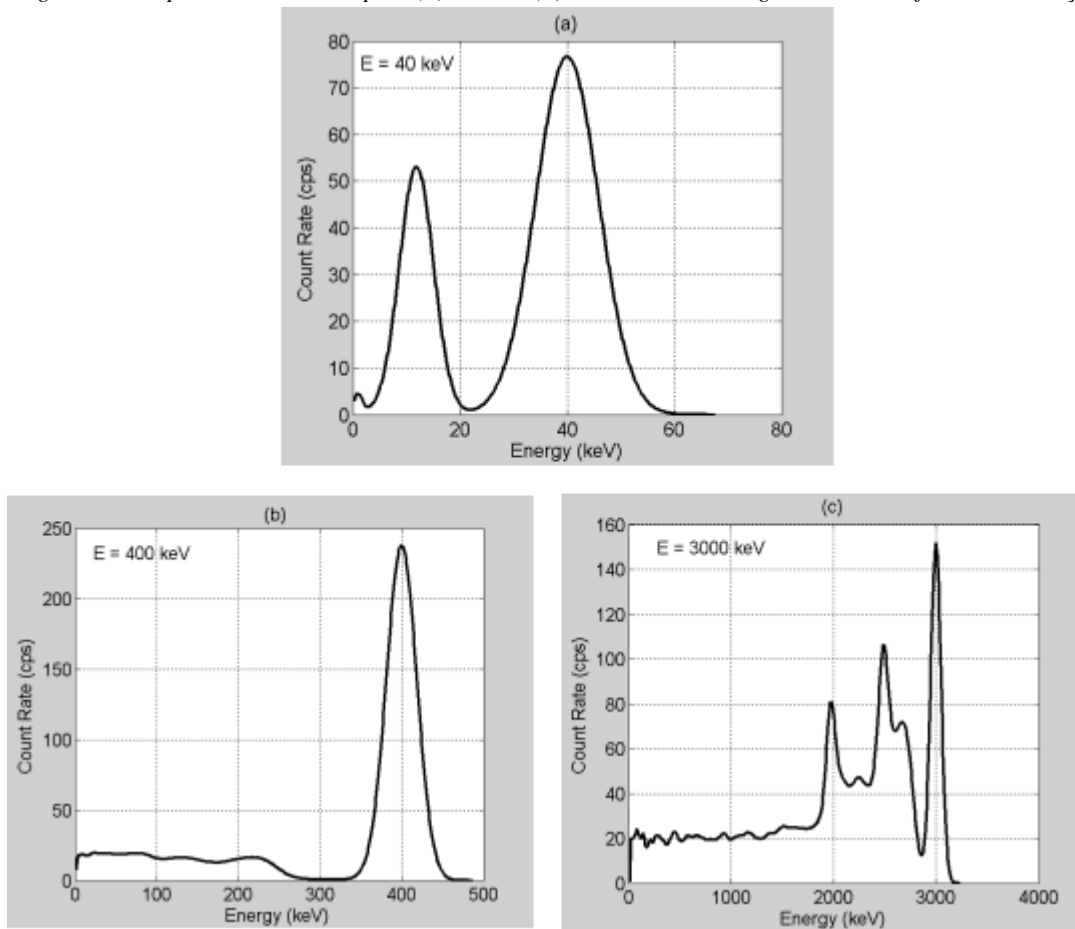 (a)
E = 40 keV
Count Rate (cps)
80
70
60
50
40
30
20
10
0
0 20 40 60 80
Energy (keV)
(b)
E = 400 keV
Count Rate (cps)
250
200
150
100
50
0
0 100 200 300 400 500
Energy (keV)
(c)
E = 3000 keV
Count Rate (cps)
160
140
120
100
80
60
40
20
0
0 1000 2000 3000 4000
Energy (keV)